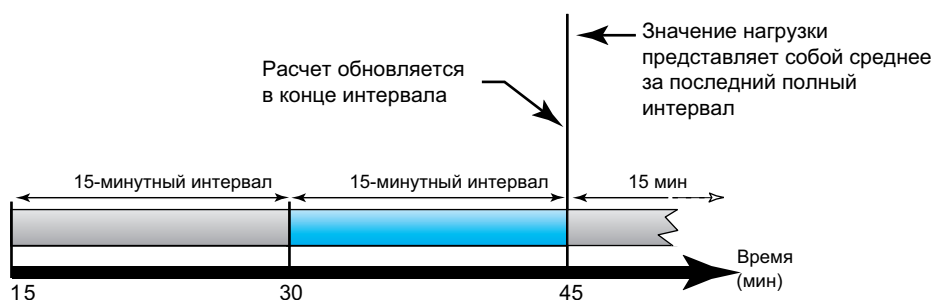 Значение нагрузки
представляет собой среднее
за последний полный
интервал
Расчет обновляется
в конце интервала
15-минутный интервал
15-минутный интервал
15 мин
Время
(мин)
15
30
45